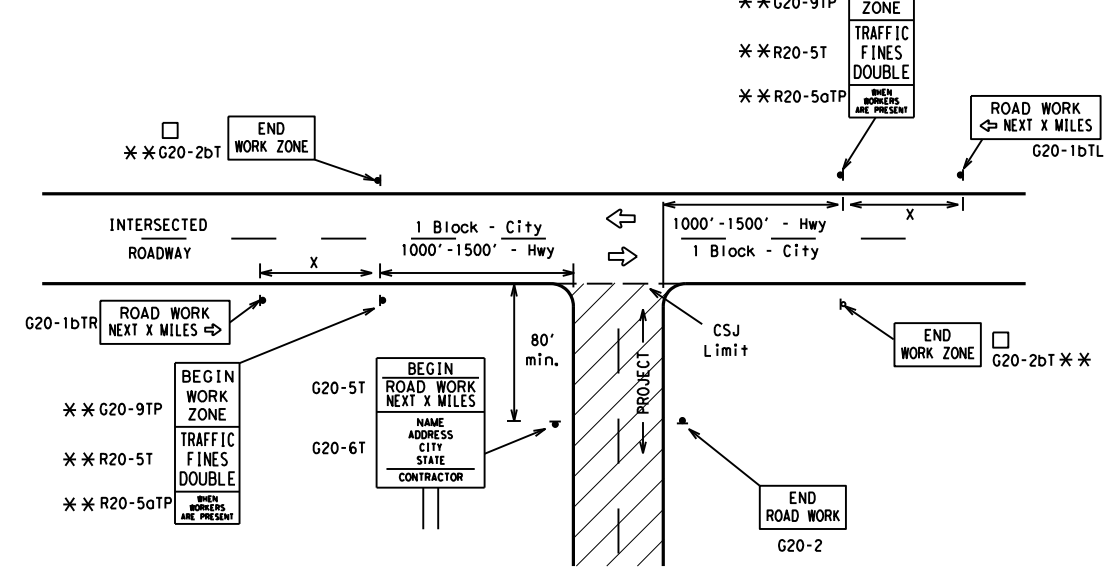 **G20-9TP
ZONE
**R20-5T
TRAFFIC
FINES
DOUBLE
**R20-5aTP
WHEN
WORKERS
ARE PRESENT
ROAD WORK
⇦ NEXT X MILES
G20-1bTL
□
**G20-2bT
END
WORK ZONE
INTERSECTED
ROADWAY
1 Block - City
1000'-1500' - Hwy
X
1000'-1500' - Hwy
1 Block - City
X
G20-1bTR
ROAD WORK
NEXT X MILES ⇨
80'
min.
CSJ
Limit
END
WORK ZONE
□
G20-2bT **
PROJECT
**G20-9TP
BEGIN
WORK
ZONE
**R20-5T
TRAFFIC
FINES
DOUBLE
**R20-5aTP
WHEN
WORKERS
ARE PRESENT
G20-5T
BEGIN
ROAD WORK
NEXT X MILES
G20-6T
NAME
ADDRESS
CITY
STATE
CONTRACTOR
END
ROAD WORK
G20-2